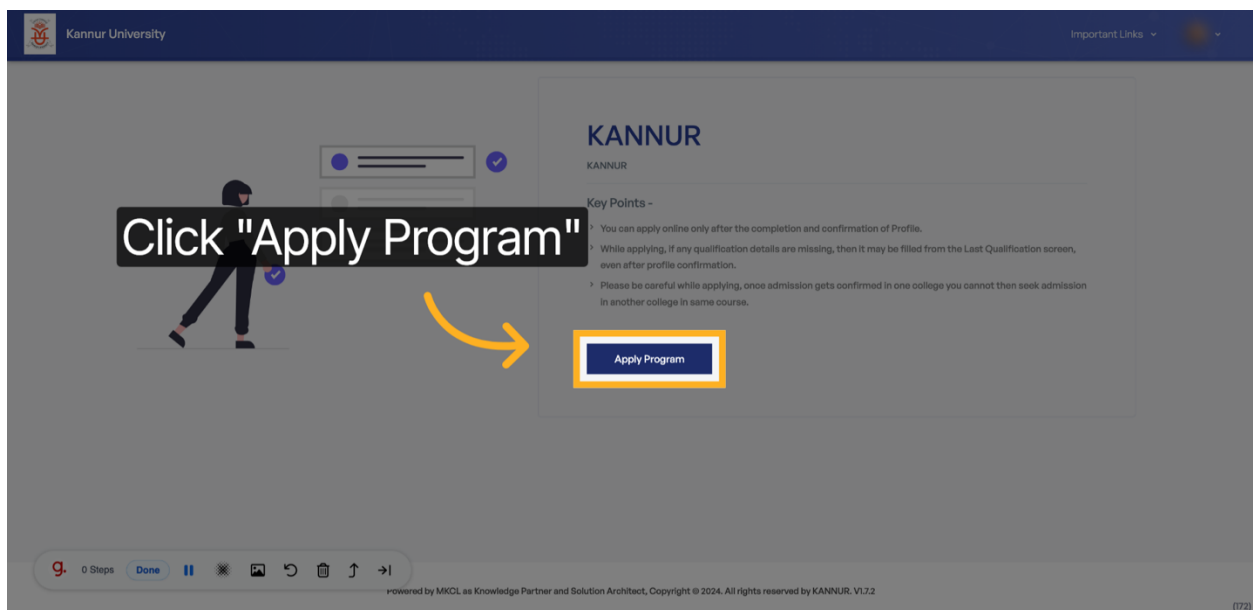 Kannur University
Important Links
KANNUR
KANNUR
Key Points -
You can apply online only after the completion and confirmation of Profile.
While applying, if any qualification details are missing, then it may be filled from the Last Qualification screen,
even after profile confirmation.
Please be careful while applying, once admission gets confirmed in one college you cannot then seek admission
in another college in same course.
Click "Apply Program"
Apply Program
g. 0 Steps Done
Powered by MKCL as Knowledge Partner and Solution Architect, Copyright © 2024. All rights reserved by KANNUR. V1.7.2